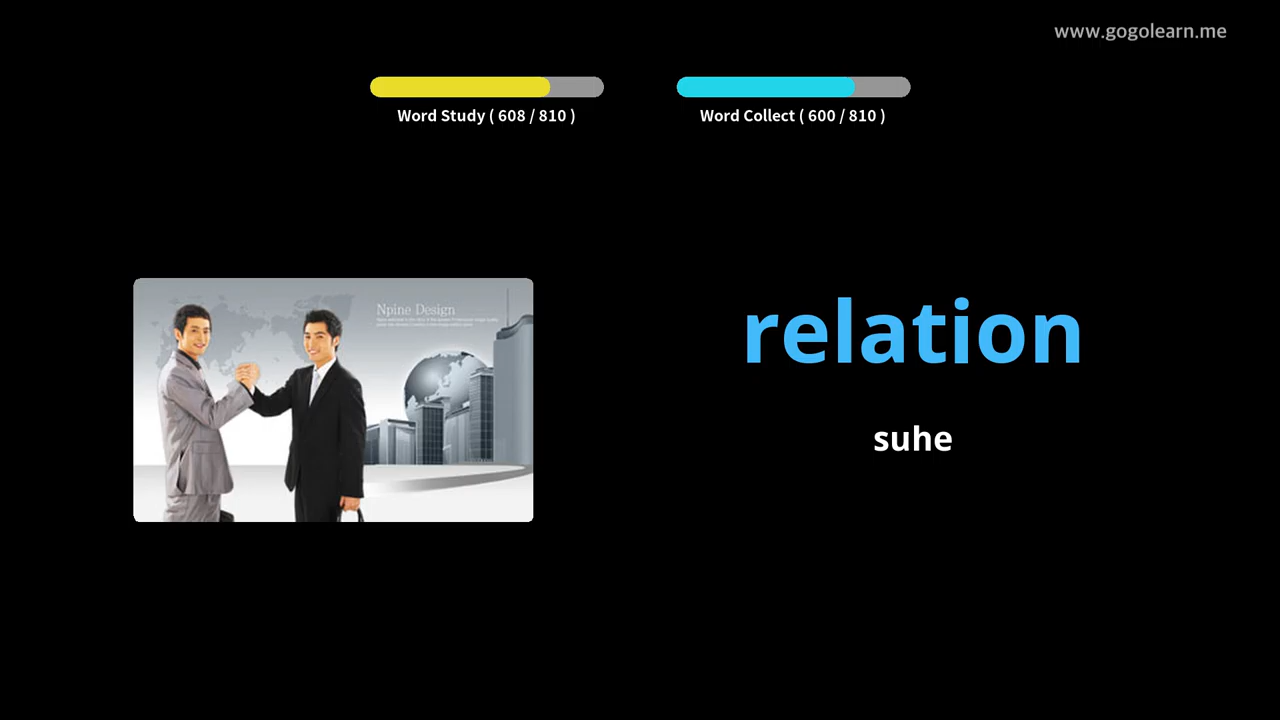 www.gogolearn.me
Word Study ( 608 / 810 )
Word Collect ( 600 / 810 )
Npine Design
relation
suhe